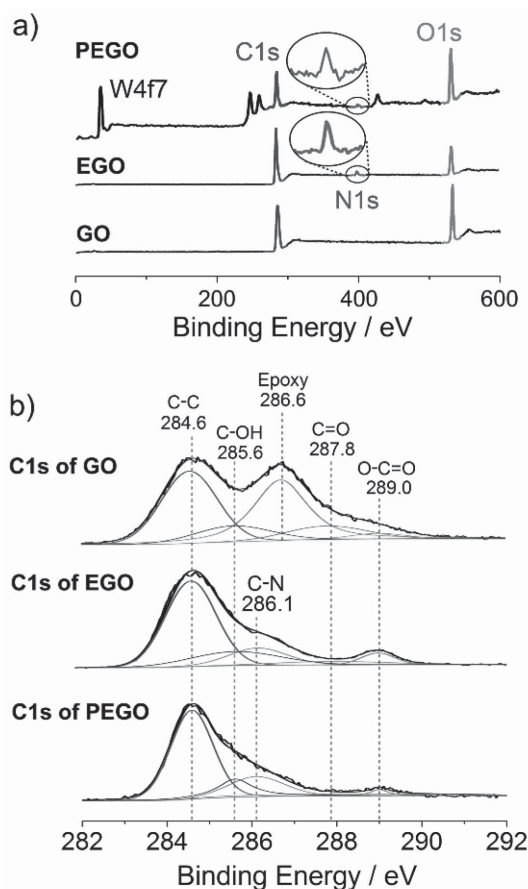 a)
PEGO
W4f7
C1s
O1s
EGO
N1s
GO
0 200 400 600
Binding Energy / eV
b)
Epoxy
286.6
C-C
284.6
C-OH
285.6
C=O
287.8
O-C=O
289.0
C1s of GO
C1s of EGO
C-N
286.1
C1s of PEGO
282 284 286 288 290 292
Binding Energy / eV